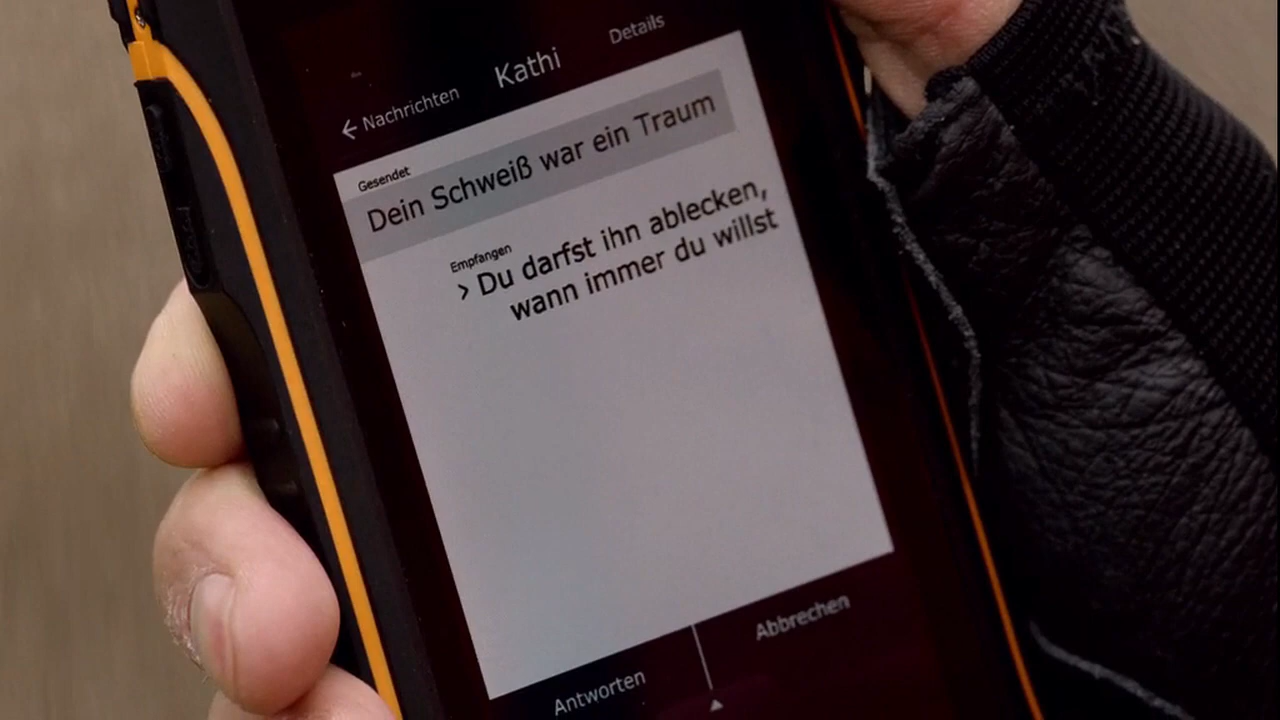 ← Nachrichten Kathi Details
Gesendet
Dein Schweiß war ein Traum
Empfangen
> Du darfst ihn ablecken,
wann immer du willst
Antworten Abbrechen